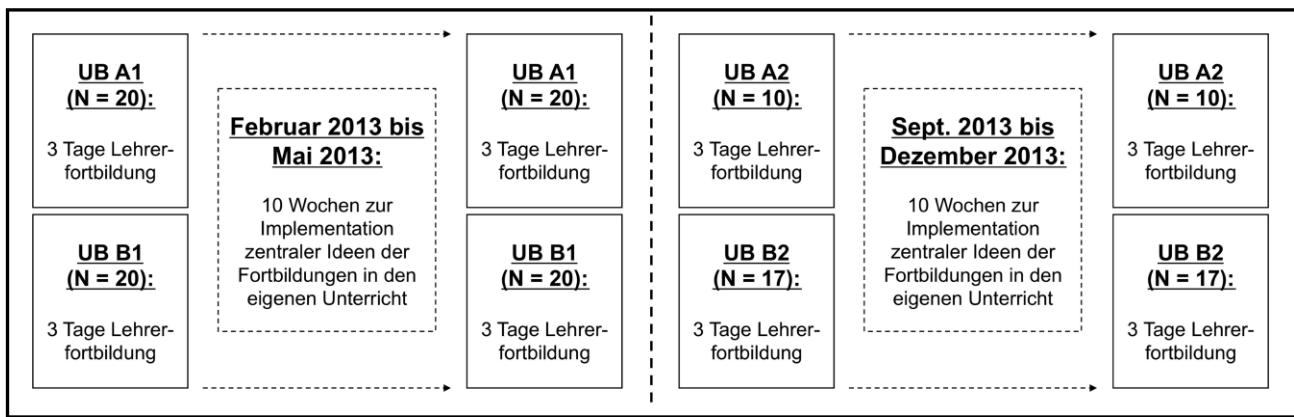 UB A1
(N = 20):
3 Tage Lehrer-
fortbildung
UB B1
(N = 20):
3 Tage Lehrer-
fortbildung
Februar 2013 bis
Mai 2013:
10 Wochen zur
Implementation
zentraler Ideen der
Fortbildungen in den
eigenen Unterricht
UB A1
(N = 20):
3 Tage Lehrer-
fortbildung
UB B1
(N = 20):
3 Tage Lehrer-
fortbildung
UB A2
(N = 10):
3 Tage Lehrer-
fortbildung
UB B2
(N = 17):
3 Tage Lehrer-
fortbildung
Sept. 2013 bis
Dezember 2013:
10 Wochen zur
Implementation
zentraler Ideen der
Fortbildungen in den
eigenen Unterricht
UB A2
(N = 10):
3 Tage Lehrer-
fortbildung
UB B2
(N = 17):
3 Tage Lehrer-
fortbildung